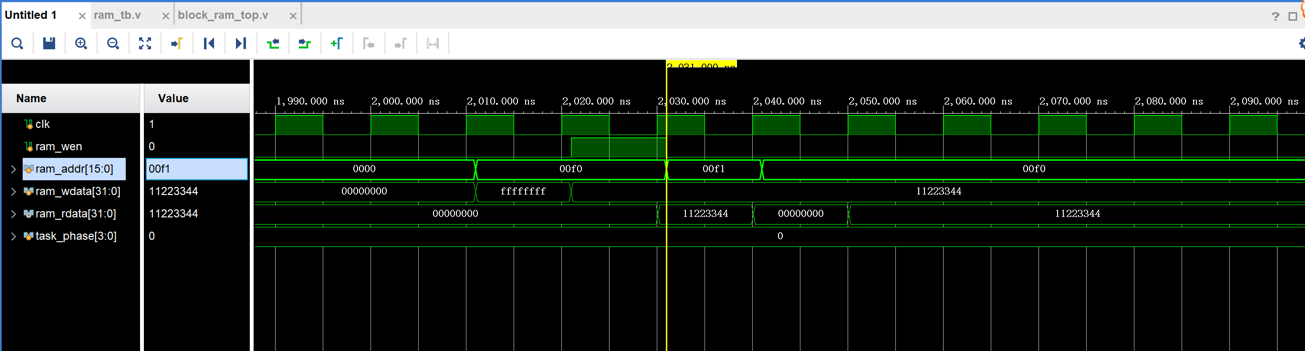 Untitled 1 × ram_tb.v × block_ram_top.v × ? □
2,031.000 ns
Name Value
1,990.000 ns 2,000.000 ns 2,010.000 ns 2,020.000 ns 2,030.000 ns 2,040.000 ns 2,050.000 ns 2,060.000 ns 2,070.000 ns 2,080.000 ns 2,090.000 ns
clk 1
ram_wen 0
ram_addr[15:0] 00f1 0000 00f0 00f1 00f0
ram_wdata[31:0] 11223344 00000000 ffffffff 11223344
ram_rdata[31:0] 11223344 00000000 11223344 00000000 11223344
task_phase[3:0] 0 0